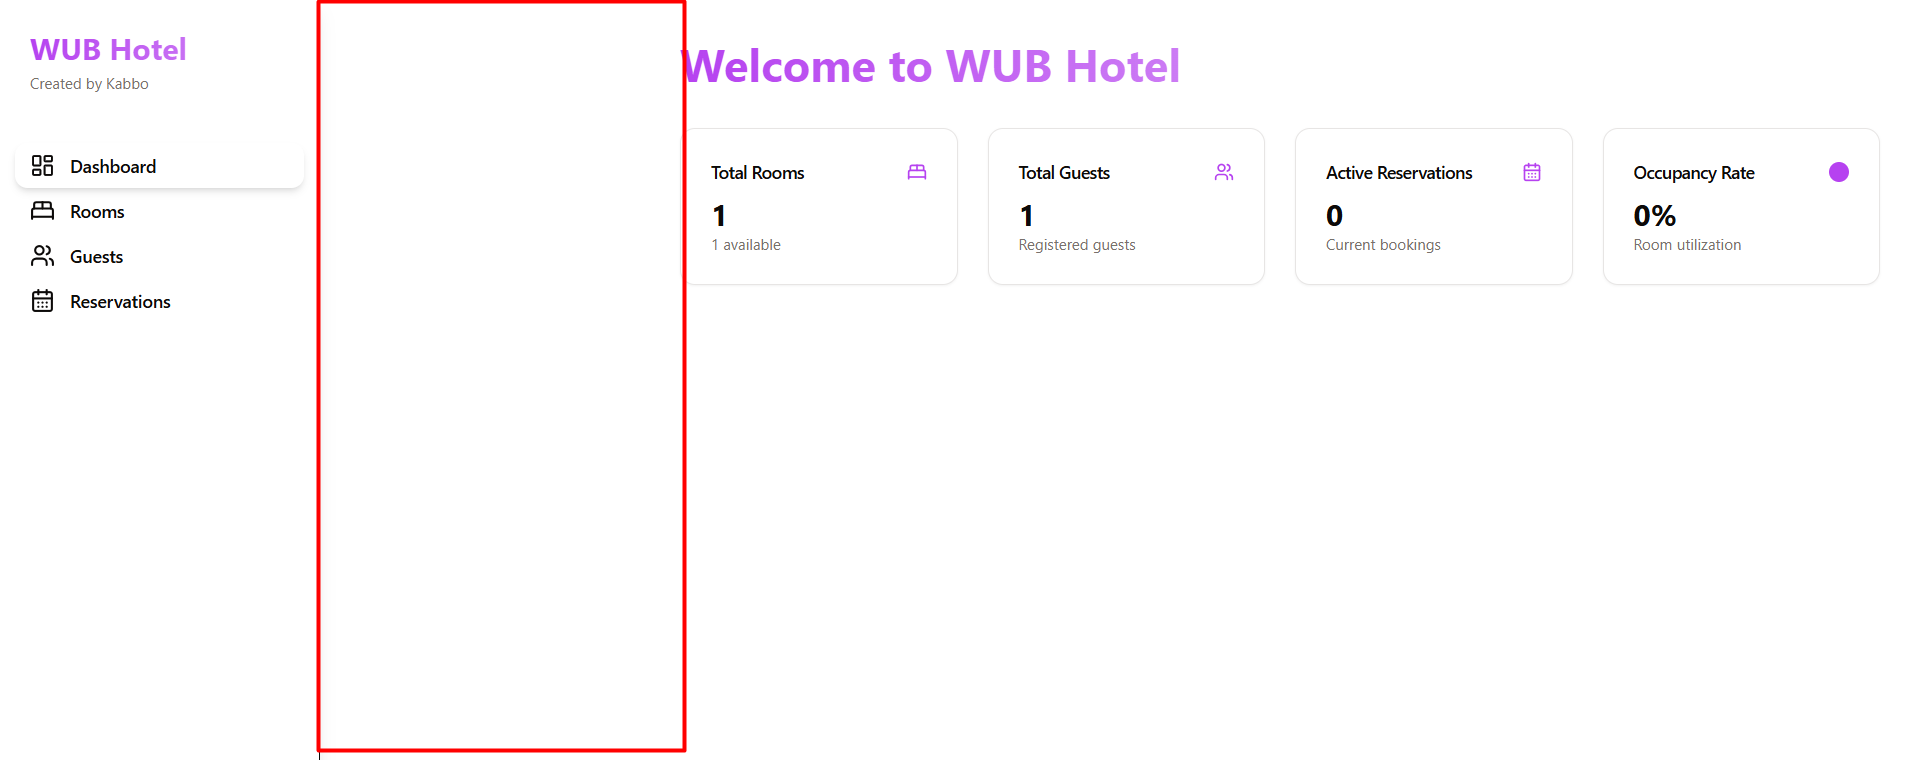 WUB Hotel
Created by Kabbo
Dashboard
Rooms
Guests
Reservations
Welcome to WUB Hotel
Total Rooms
1
1 available
Total Guests
1
Registered guests
Active Reservations
0
Current bookings
Occupancy Rate
0%
Room utilization